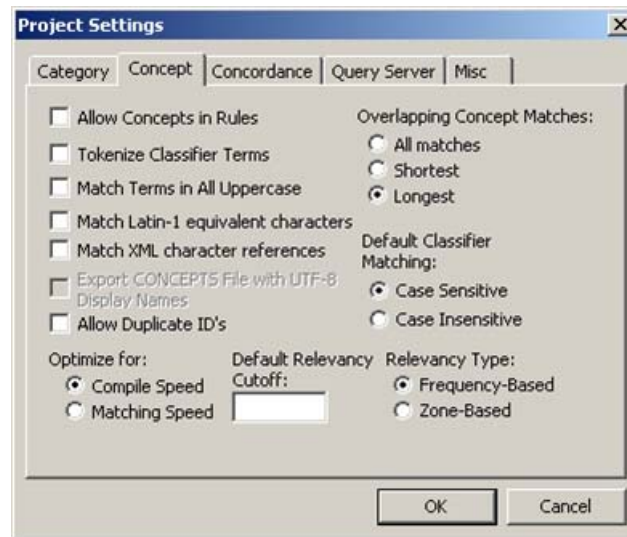 Project Settings
Category
Concept
Concordance
Query Server
Misc
Allow Concepts in Rules
Tokenize Classifier Terms
Match Terms in All Uppercase
Match Latin-1 equivalent characters
Match XML character references
Export CONCEPTS File with UTF-8
Display Names
Allow Duplicate ID's
Overlapping Concept Matches:
All matches
Shortest
Longest
Default Classifier
Matching:
Case Sensitive
Case Insensitive
Optimize for:
Compile Speed
Matching Speed
Default Relevancy
Cutoff:
Relevancy Type:
Frequency-Based
Zone-Based
OK
Cancel